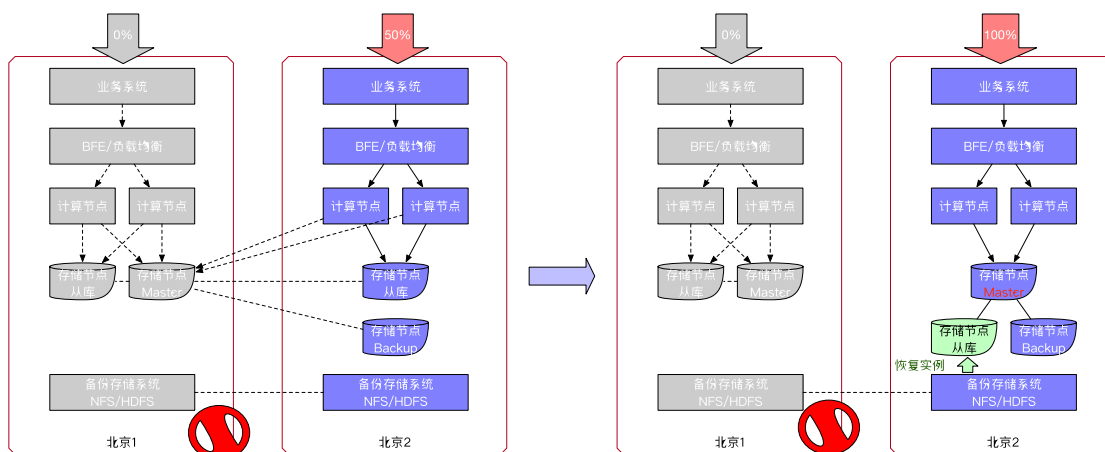 0%
业务系统
BFE/负载均衡
计算节点
计算节点
存储节点
从库
存储节点
Master
备份存储系统
NFS/HDFS
北京1
50%
业务系统
BFE/负载均衡
计算节点
计算节点
存储节点
从库
存储节点
Backup
备份存储系统
NFS/HDFS
北京2
0%
业务系统
BFE/负载均衡
计算节点
计算节点
存储节点
从库
存储节点
Master
备份存储系统
NFS/HDFS
北京1
100%
业务系统
BFE/负载均衡
计算节点
计算节点
存储节点
Master
存储节点
从库
存储节点
Backup
恢复实例
备份存储系统
NFS/HDFS
北京2